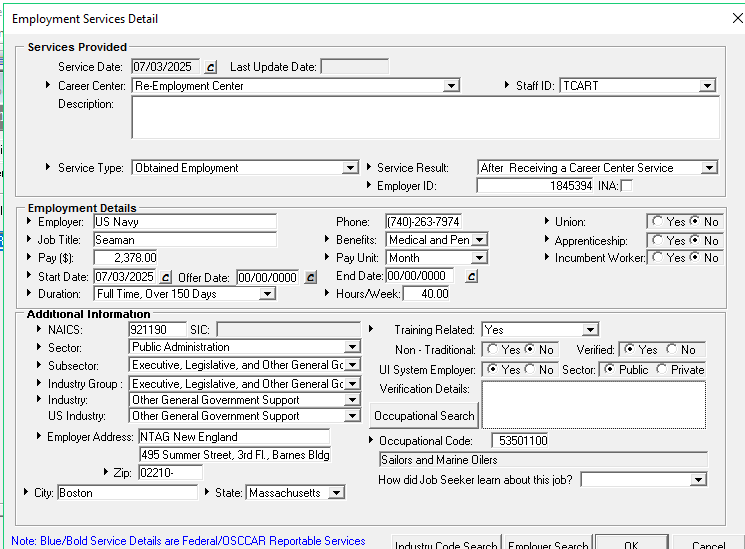 Employment Services Detail
Services Provided
Service Date: 07/03/2025 Last Update Date:
Career Center: Re-Employment Center Staff ID: TCART
Description:
Service Type: Obtained Employment Service Result: After Receiving a Career Center Service
Employer ID: 1845394 INA:
Employment Details
Employer: US Navy Phone: (740)-263-7974 Union: Yes No
Job Title: Seaman Benefits: Medical and Pen Apprenticeship: Yes No
Pay ($): 2,378.00 Pay Unit: Month Incumbent Worker: Yes No
Start Date: 07/03/2025 Offer Date: 00/00/0000 End Date: 00/00/0000
Duration: Full Time, Over 150 Days Hours/Week: 40.00
Additional Information
NAICS: 921190 SIC: Training Related: Yes
Sector: Public Administration Non - Traditional: Yes No Verified: Yes No
Subsector: Executive, Legislative, and Other General Gc UI System Employer: Yes No Sector: Public Private
Industry Group : Executive, Legislative, and Other General Gc Verification Details:
Industry: Other General Government Support
US Industry: Other General Government Support Occupational Search
Employer Address: NTAG New England Occupational Code: 53501100
495 Summer Street, 3rd Fl., Barnes Bldg Sailors and Marine Oilers
Zip: 02210- How did Job Seeker learn about this job?
City: Boston State: Massachusetts
Note: Blue/Bold Service Details are Federal/OSCCAR Reportable Services Industry Code Search Employer Search OK Cancel